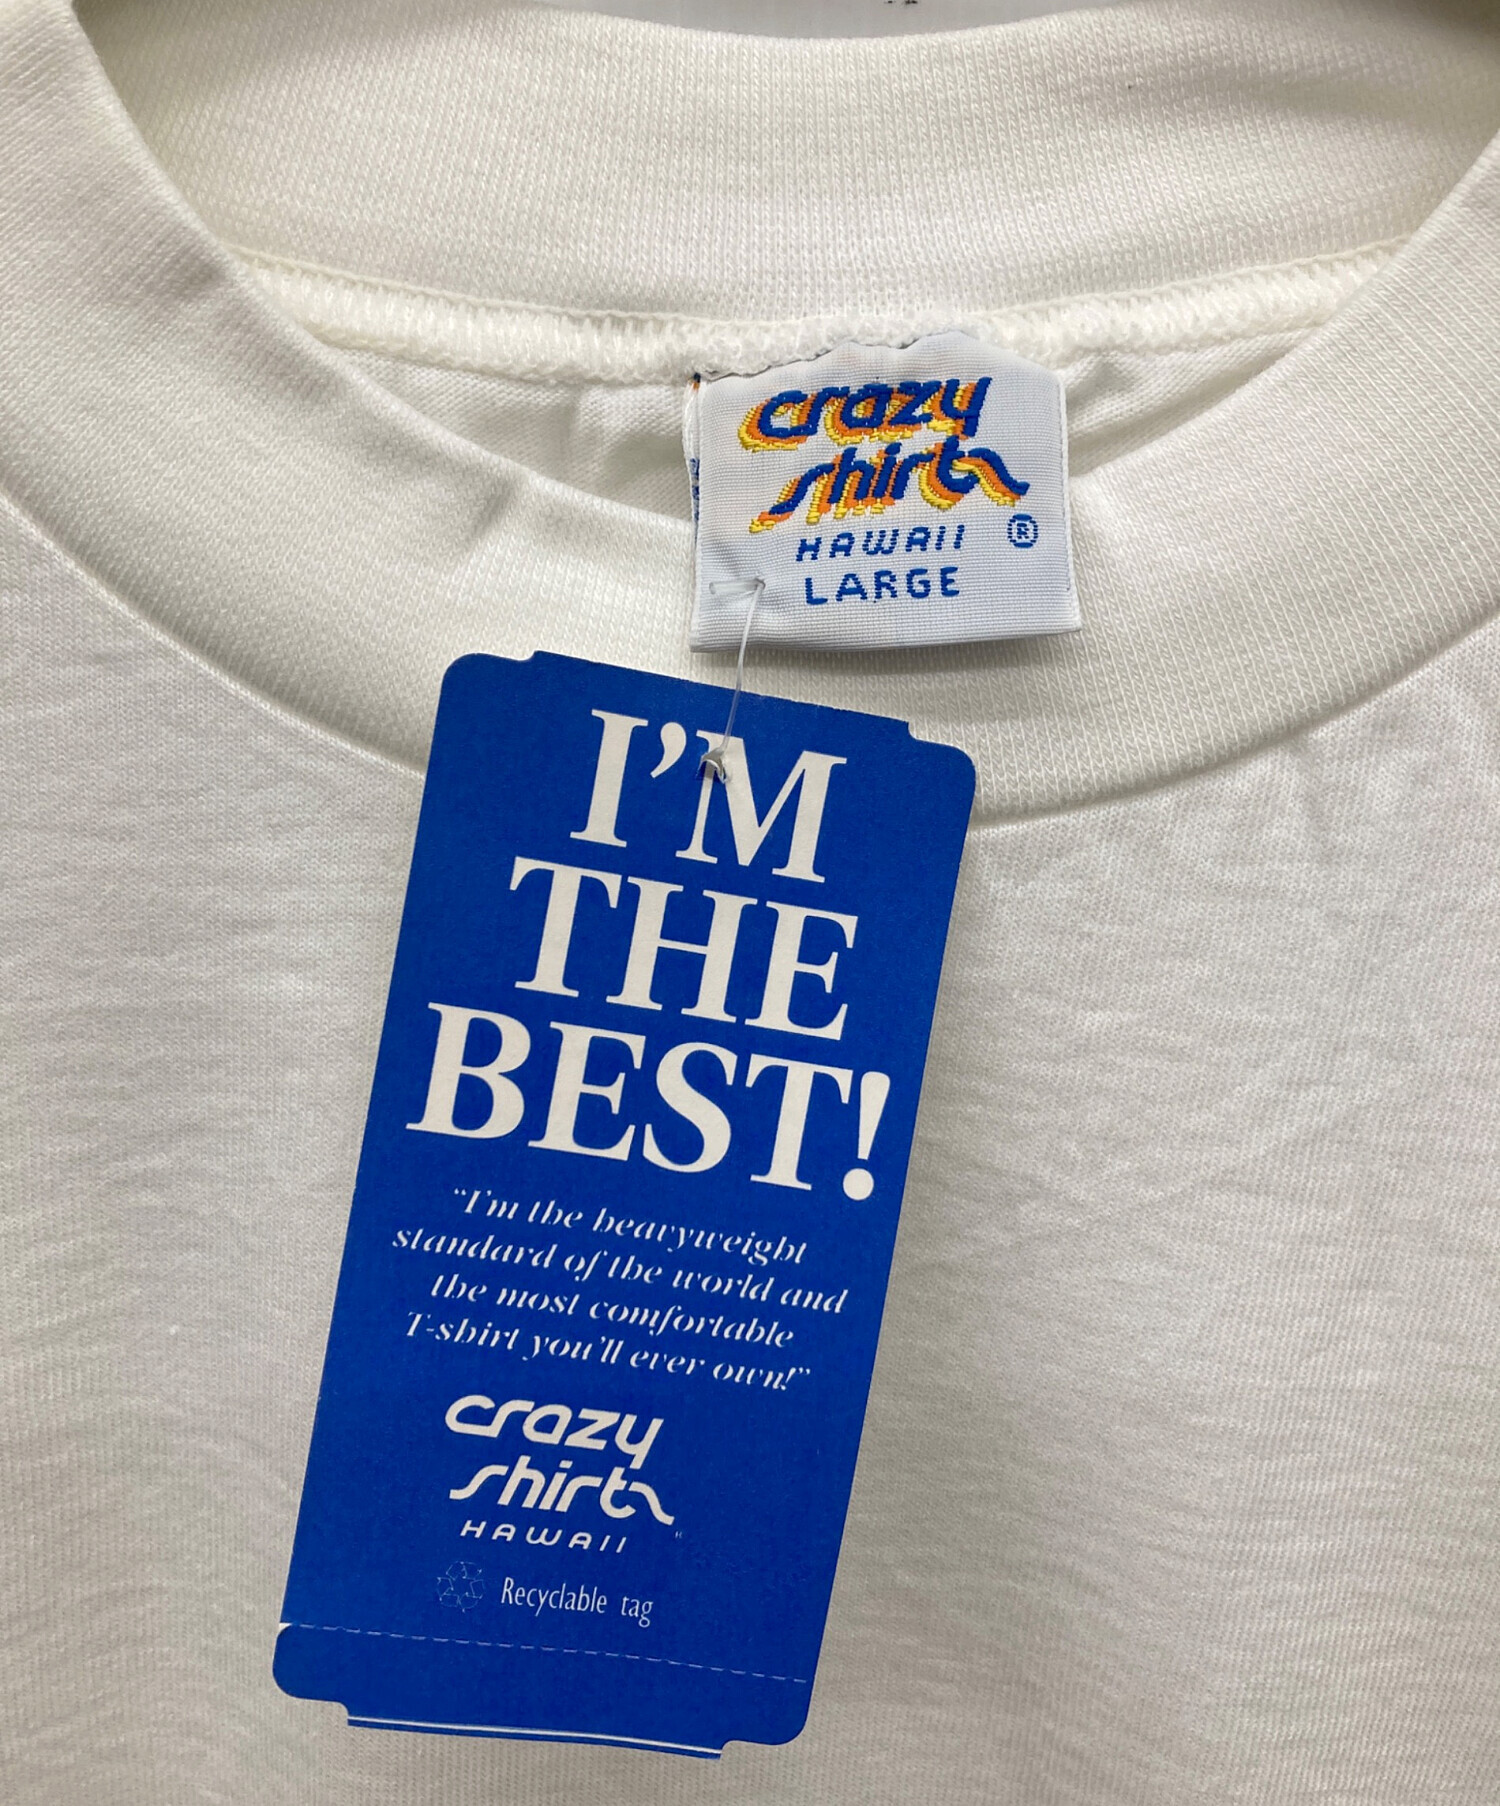 crazy
shirts
HAWAII ®
LARGE
I'M
THE
BEST!
“I'm the heavyweight
standard of the world and
the most comfortable
T-shirt you'll ever own!”
crazy
shirts
HAWAII
Recyclable tag